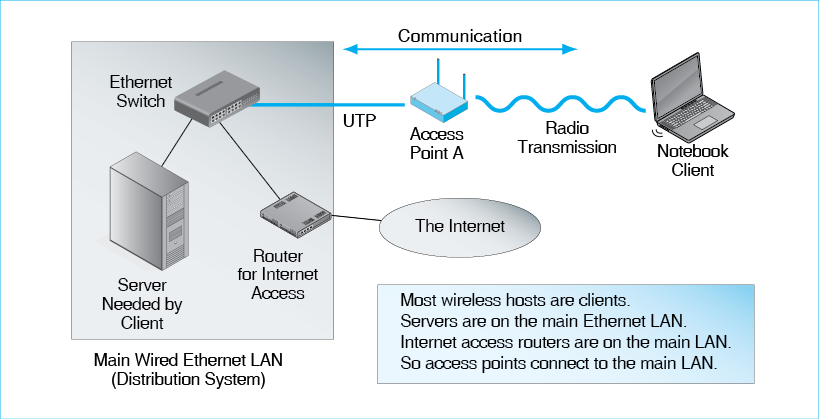 Communication
Ethernet
Switch
UTP
Access
Point A
Radio
Transmission
Notebook
Client
The Internet
Server
Needed by
Client
Router
for Internet
Access
Main Wired Ethernet LAN
(Distribution System)
Most wireless hosts are clients.
Servers are on the main Ethernet LAN.
Internet access routers are on the main LAN.
So access points connect to the main LAN.